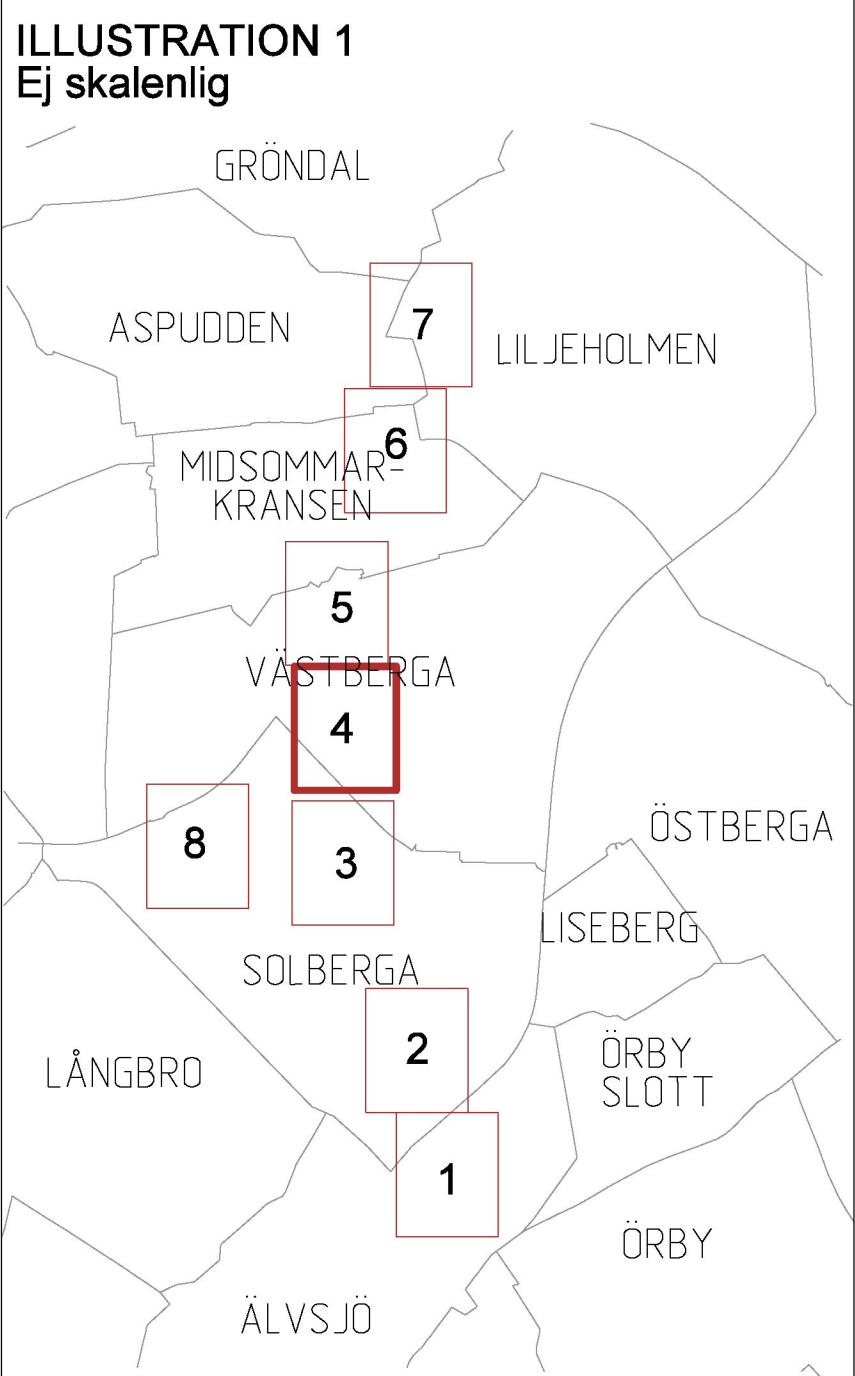 ILLUSTRATION 1
Ej skalenlig
GRÖNDAL
7
ASPUDDEN
LILJEHOLMEN
6
MIDSOMMAR-
KRANSEN
5
VÄSTBERGA
4
8
3
ÖSTBERGA
LISEBERG
SOLBERGA
2
ÖRBY
SLOTT
LÅNGBRO
1
ÖRBY
ÄLVSJÖ